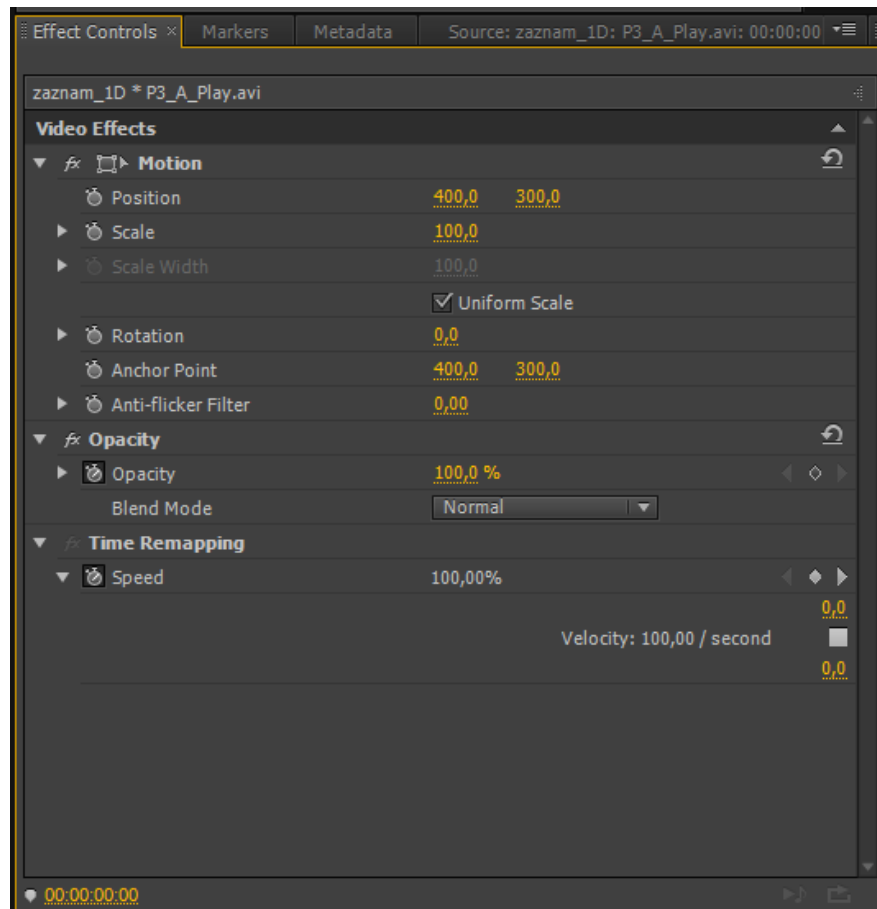 Effect Controls × Markers Metadata Source: zaznam_1D: P3_A_Play.avi: 00:00:00
zaznam_1D * P3_A_Play.avi
Video Effects
fx Motion
Position 400,0 300,0
Scale 100,0
Scale Width 100,0
Uniform Scale
Rotation 0,0
Anchor Point 400,0 300,0
Anti-flicker Filter 0,00
fx Opacity
Opacity 100,0 %
Blend Mode Normal
fx Time Remapping
Speed 100,00%
0,0
Velocity: 100,00 / second
0,0
00:00:00:00